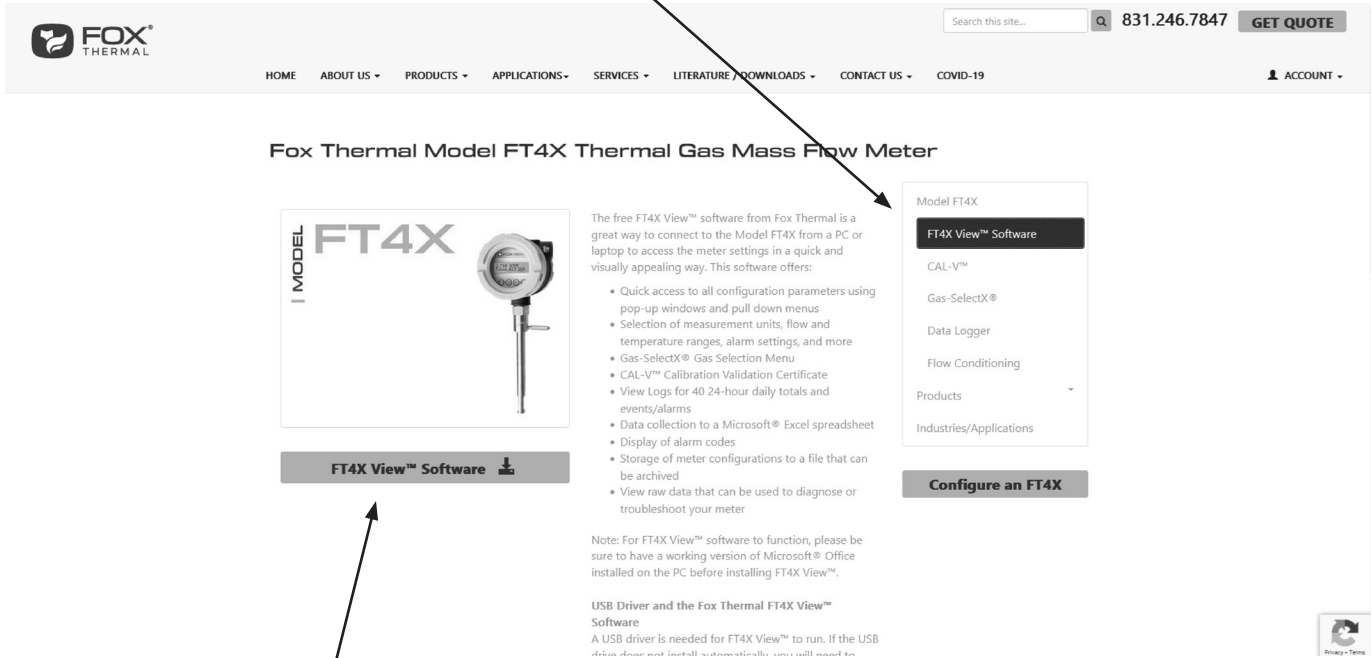 FOX®
THERMAL
Search this site...
831.246.7847
GET QUOTE
HOME
ABOUT US
PRODUCTS
APPLICATIONS
SERVICES
LITERATURE / DOWNLOADS
CONTACT US
COVID-19
ACCOUNT
Fox Thermal Model FT4X Thermal Gas Mass Flow Meter
MODEL
FT4X
FT4X View™ Software
The free FT4X View™ software from Fox Thermal is a
great way to connect to the Model FT4X from a PC or
laptop to access the meter settings in a quick and
visually appealing way. This software offers:
• Quick access to all configuration parameters using
pop-up windows and pull down menus
• Selection of measurement units, flow and
temperature ranges, alarm settings, and more
• Gas-SelectX® Gas Selection Menu
• CAL-V™ Calibration Validation Certificate
• View Logs for 40 24-hour daily totals and
events/alarms
• Data collection to a Microsoft® Excel spreadsheet
• Display of alarm codes
• Storage of meter configurations to a file that can
be archived
• View raw data that can be used to diagnose or
troubleshoot your meter
Note: For FT4X View™ software to function, please be
sure to have a working version of Microsoft® Office
installed on the PC before installing FT4X View™.
USB Driver and the Fox Thermal FT4X View™
Software
A USB driver is needed for FT4X View™ to run. If the USB
drive does not install automatically, you will need to
Model FT4X
FT4X View™ Software
CAL-V™
Gas-SelectX®
Data Logger
Flow Conditioning
Products
Industries/Applications
Configure an FT4X
Privacy - Terms